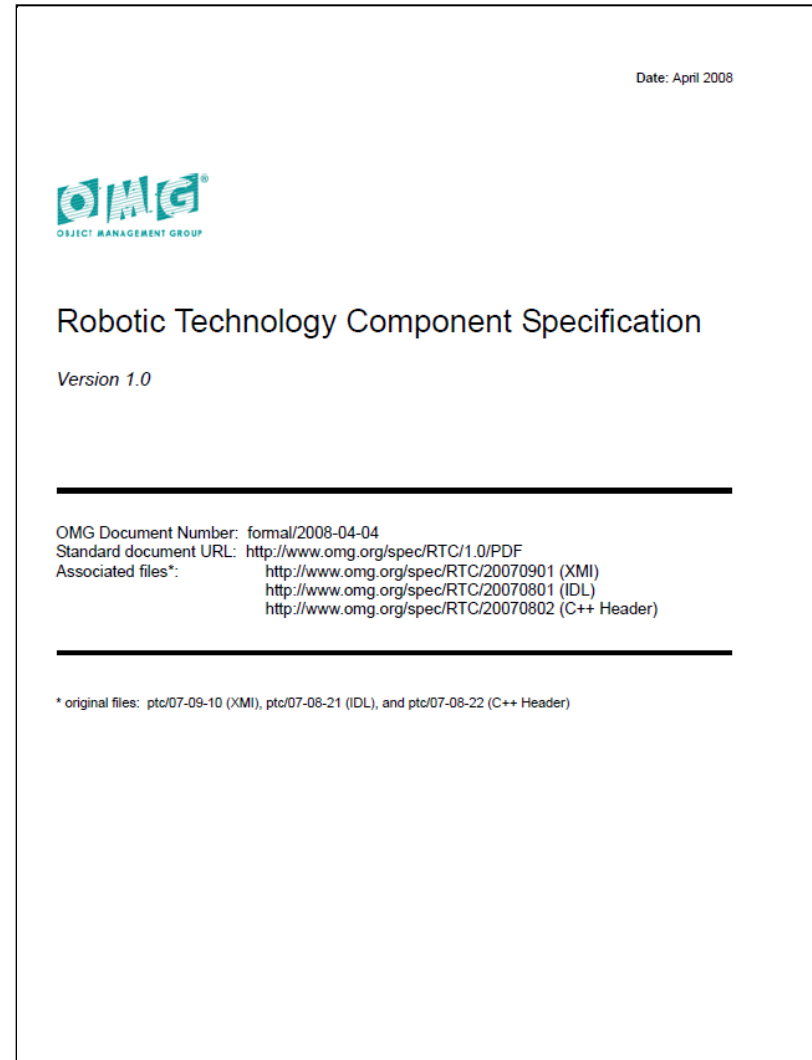 Date: April 2008
OMG®
OBJECT MANAGEMENT GROUP
Robotic Technology Component Specification
Version 1.0
OMG Document Number: formal/2008-04-04
Standard document URL: http://www.omg.org/spec/RTC/1.0/PDF
Associated files*: http://www.omg.org/spec/RTC/20070901 (XMI)
http://www.omg.org/spec/RTC/20070801 (IDL)
http://www.omg.org/spec/RTC/20070802 (C++ Header)
* original files: ptc/07-09-10 (XMI), ptc/07-08-21 (IDL), and ptc/07-08-22 (C++ Header)